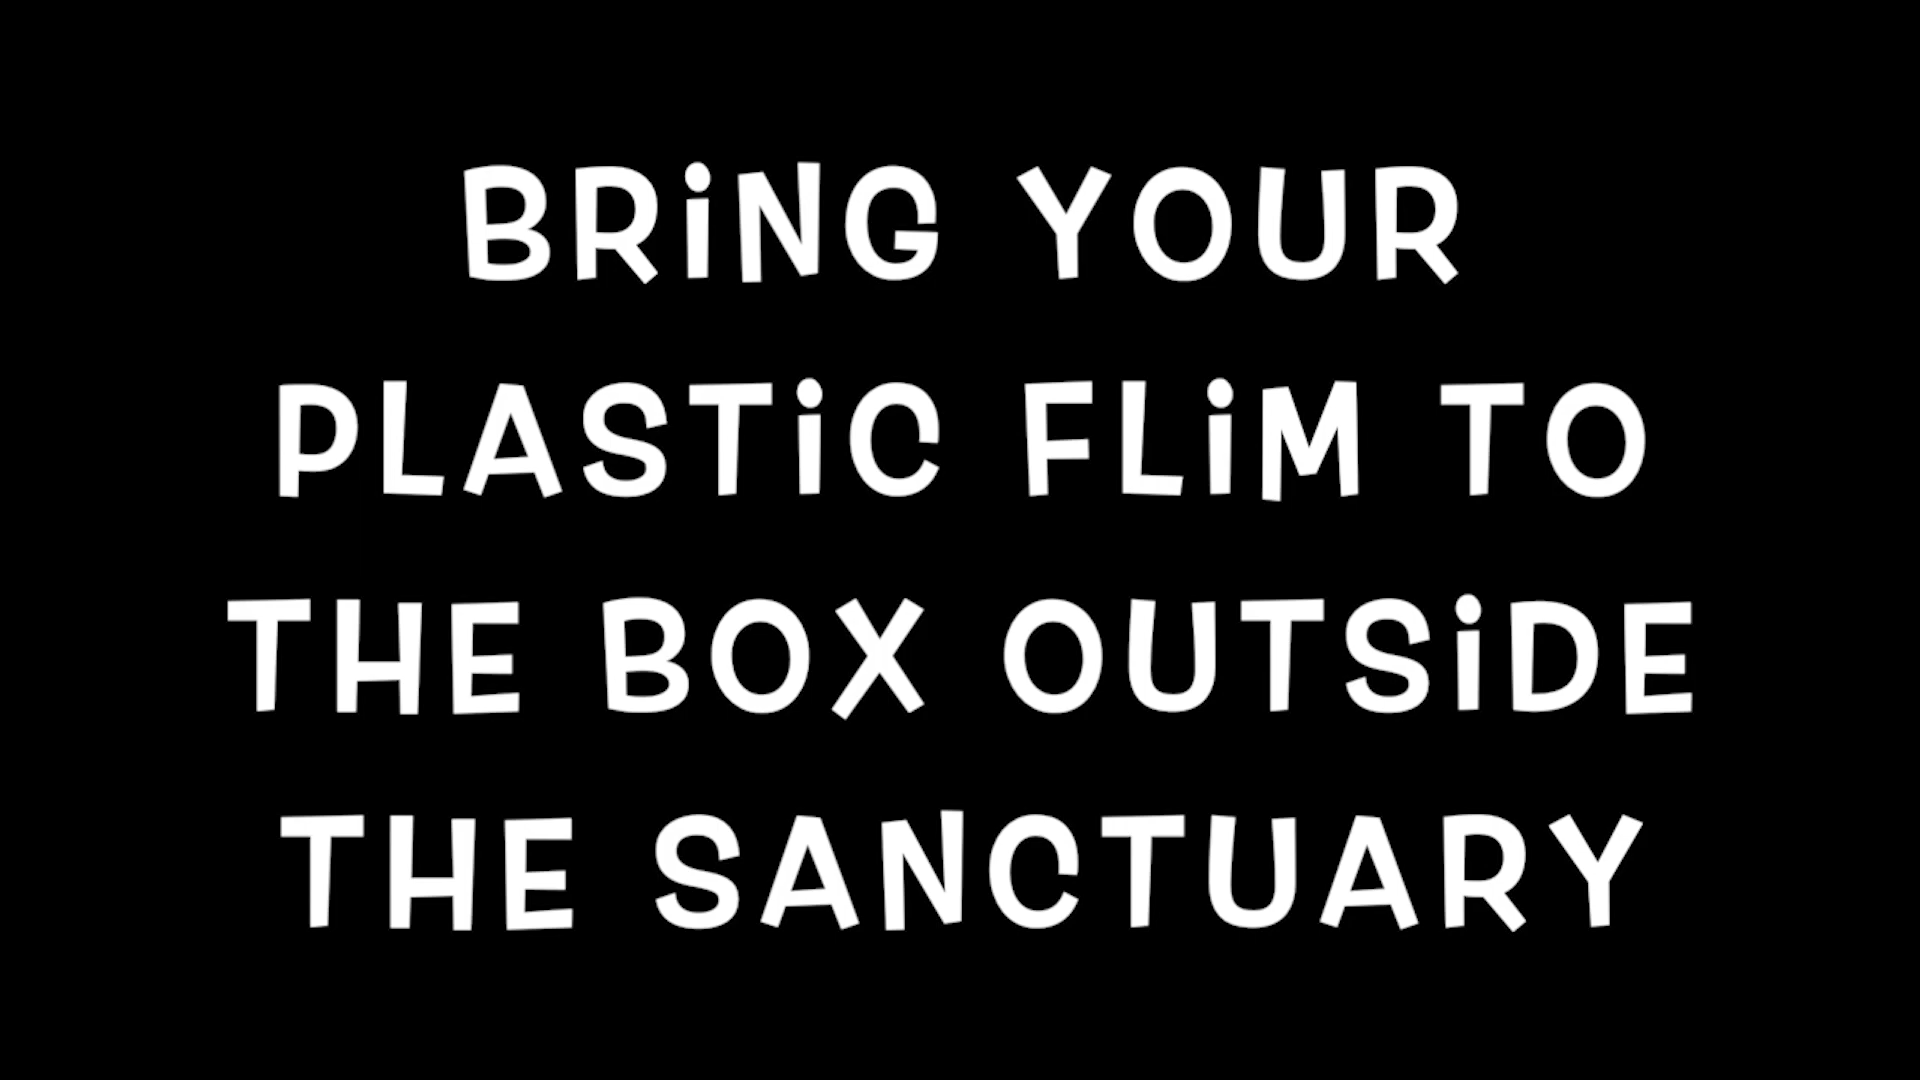 BRiNG YOUR
PLASTiC FLiM TO
THE BOX OUTSiDE
THE SANCTUARY